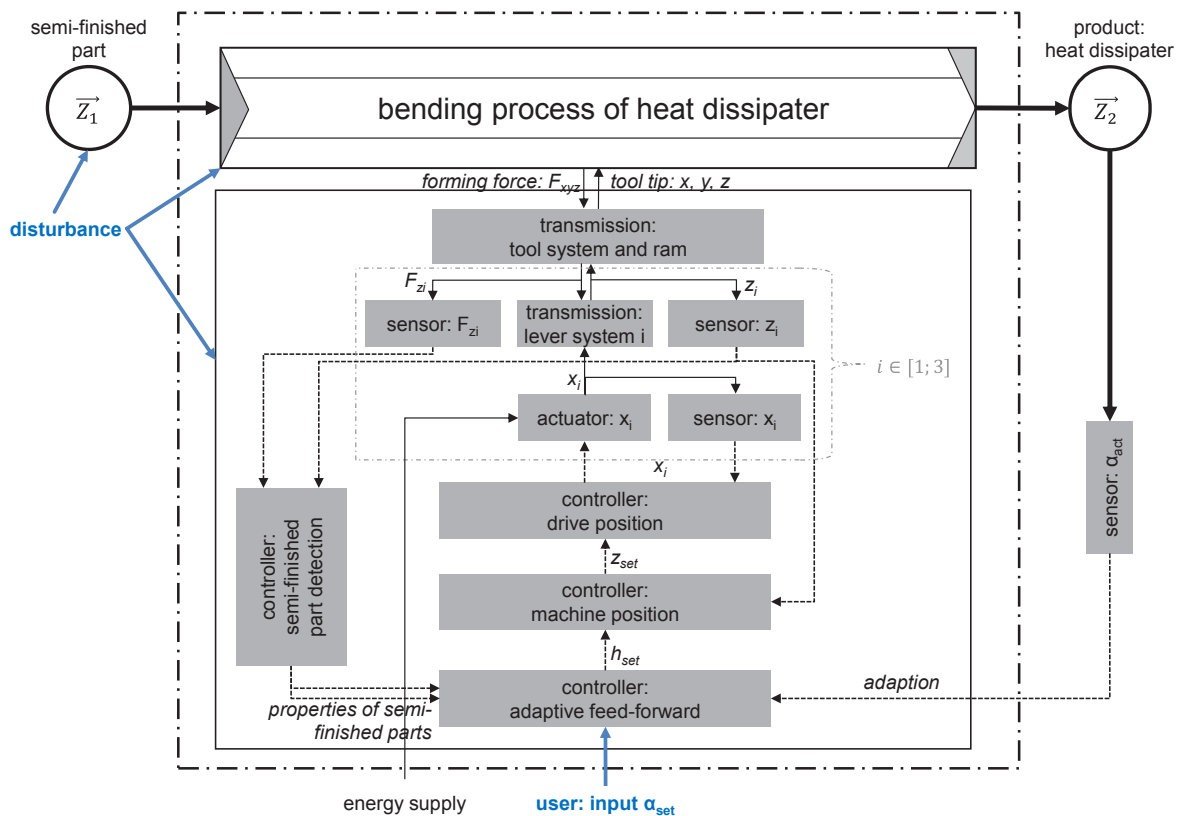 semi-finished
part
product:
heat dissipater
Z₁
bending process of heat dissipater
Z₂
forming force: Fxyz
tool tip: x, y, z
disturbance
transmission:
tool system and ram
Fzi
zi
sensor: Fzi
transmission:
lever system i
sensor: zi
i ∈ [1; 3]
xi
actuator: xi
sensor: xi
xi
controller:
drive position
sensor: αact
controller:
semi-finished
part detection
zset
controller:
machine position
hset
controller:
adaptive feed-forward
adaption
properties of semi-
finished parts
energy supply
user: input αset